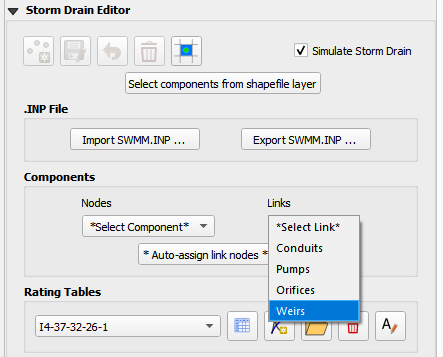 Storm Drain Editor
Simulate Storm Drain
Select components from shapefile layer
.INP File
Import SWMM.INP ...
Export SWMM.INP ...
Components
Nodes
Links
*Select Component*
*Select Link*
Conduits
Pumps
Orifices
Weirs
* Auto-assign link nodes *
Rating Tables
I4-37-32-26-1